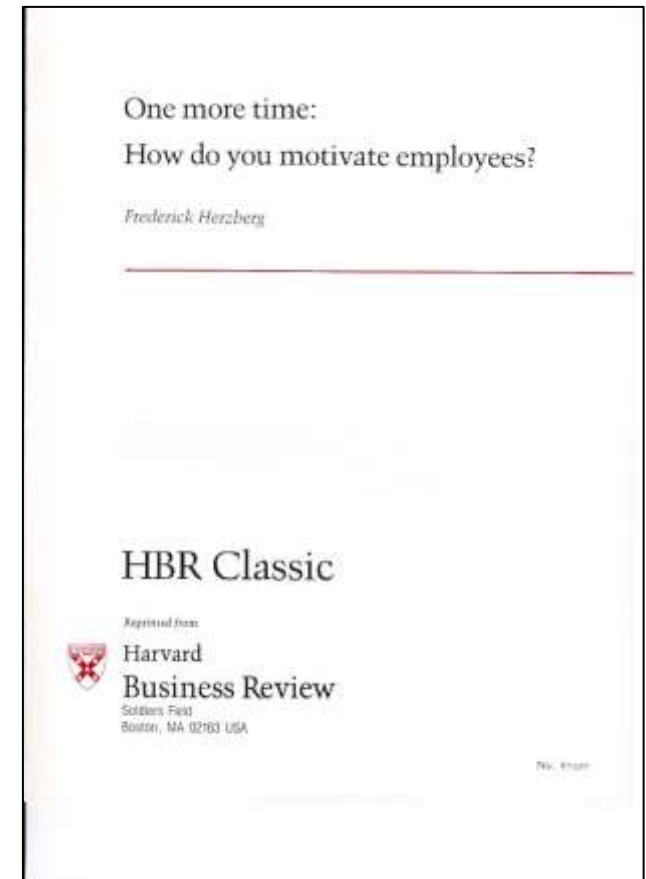 One more time:
How do you motivate employees?
Frederick Herzberg
HBR Classic
Reprinted from
Harvard
Business Review
Soldiers Field
Boston, MA 02163 USA
No.